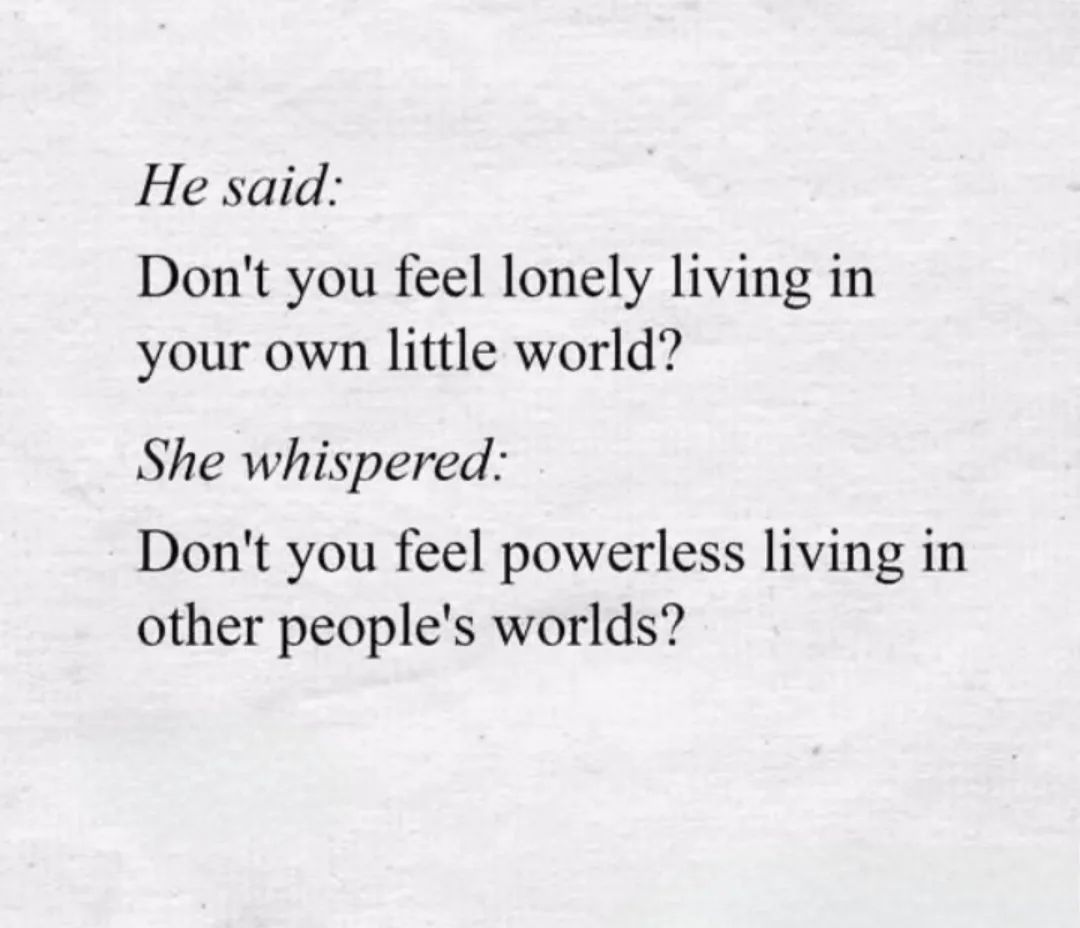 He said:
Don't you feel lonely living in
your own little world?
She whispered:
Don't you feel powerless living in
other people's worlds?